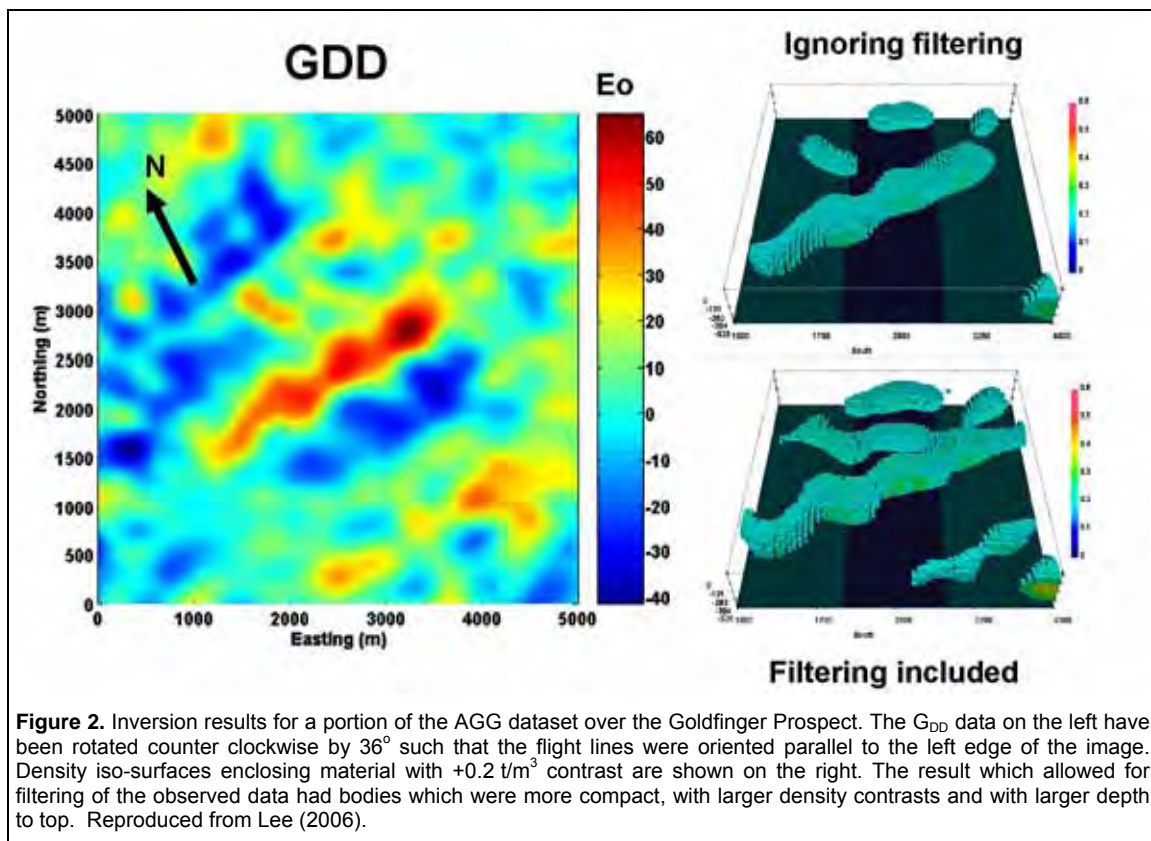 GDD
Eo
5000
4500
4000
3500
3000
2500
2000
1500
1000
500
0
N
Northing (m)
0 1000 2000 3000 4000 5000
Easting (m)
60
50
40
30
20
10
0
-10
-20
-30
-40
Ignoring filtering
Filtering included
Figure 2. Inversion results for a portion of the AGG dataset over the Goldfinger Prospect. The GDD data on the left have
been rotated counter clockwise by 36o such that the flight lines were oriented parallel to the left edge of the image.
Density iso-surfaces enclosing material with +0.2 t/m3 contrast are shown on the right. The result which allowed for
filtering of the observed data had bodies which were more compact, with larger density contrasts and with larger depth
to top. Reproduced from Lee (2006).